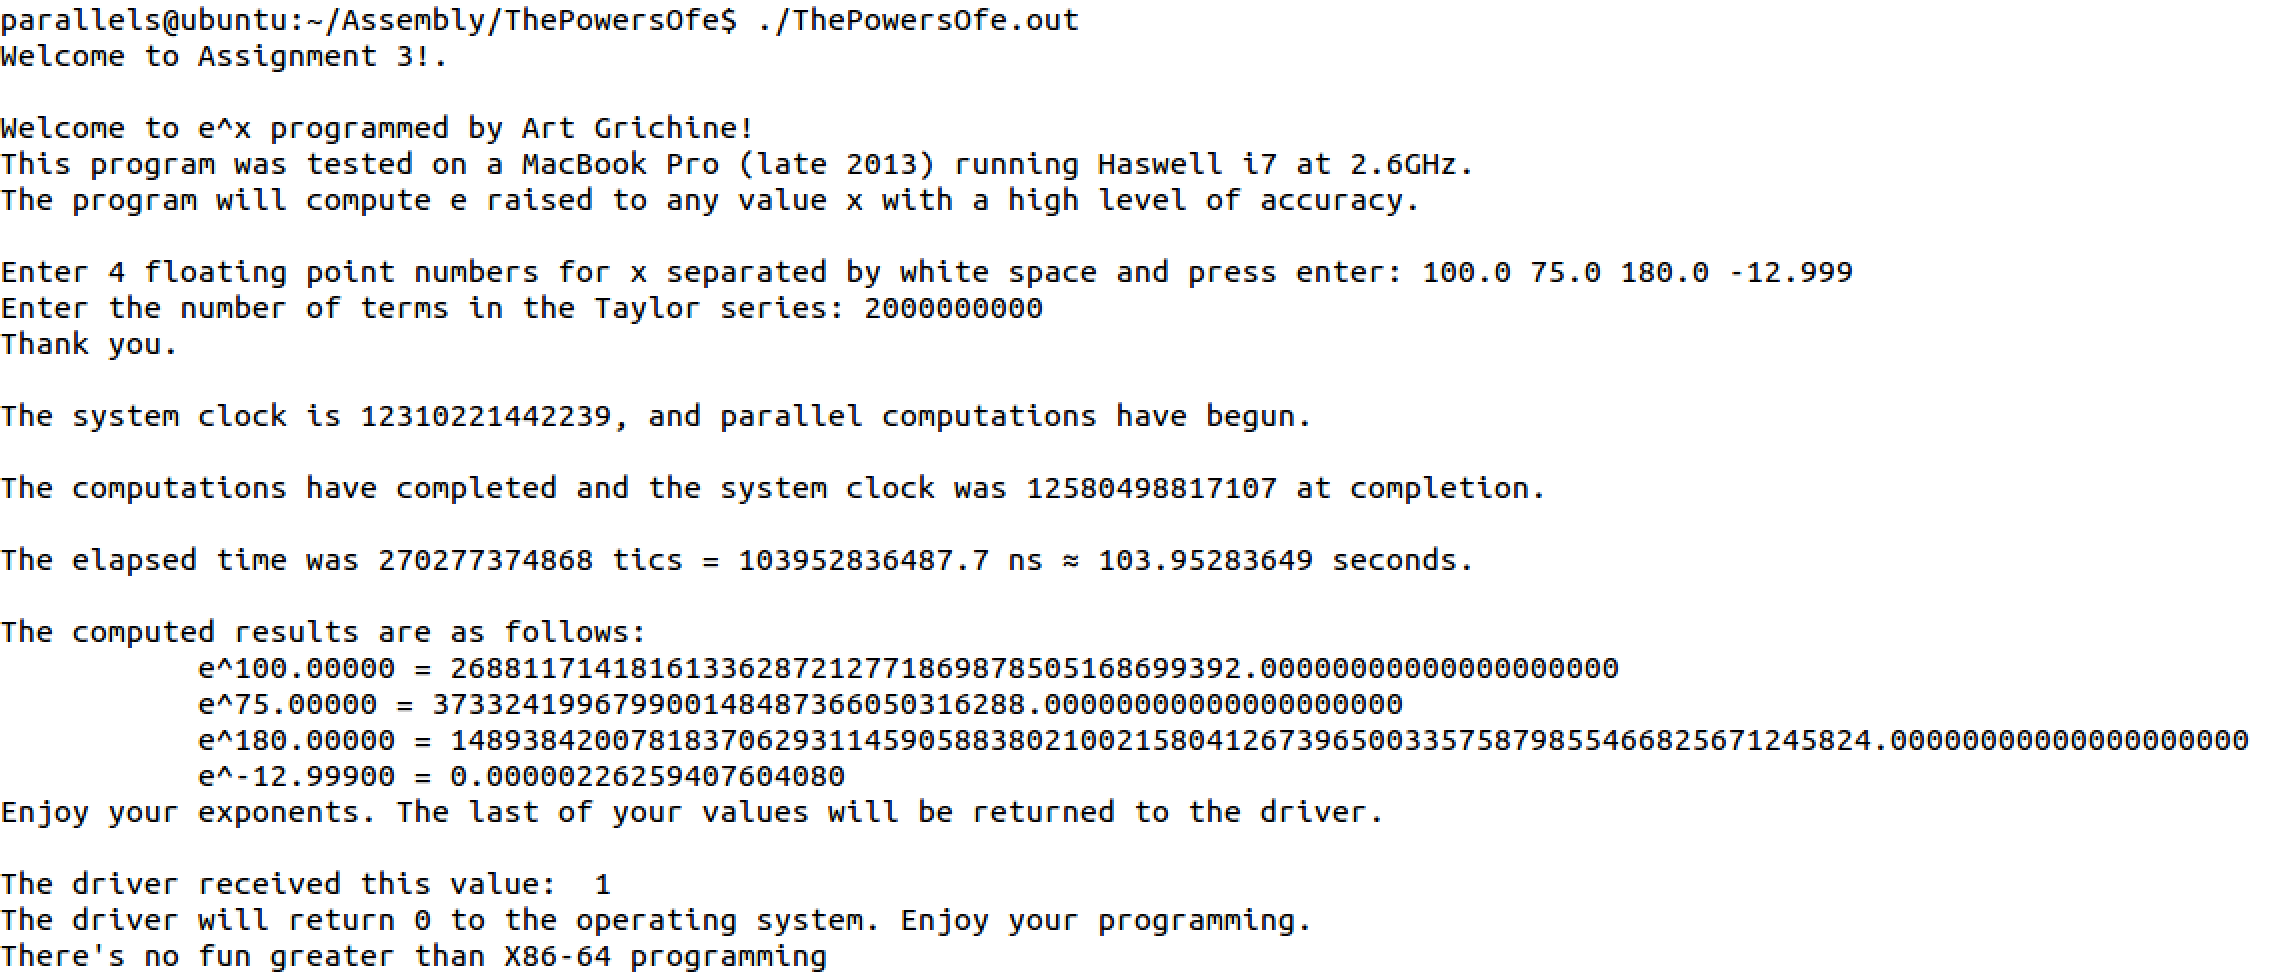 parallels@ubuntu:~/Assembly/ThePowersOfe$ ./ThePowersOfe.out
Welcome to Assignment 3!.
Welcome to e^x programmed by Art Grichine!
This program was tested on a MacBook Pro (late 2013) running Haswell i7 at 2.6GHz.
The program will compute e raised to any value x with a high level of accuracy.
Enter 4 floating point numbers for x separated by white space and press enter: 100.0 75.0 180.0 -12.999
Enter the number of terms in the Taylor series: 2000000000
Thank you.
The system clock is 12310221442239, and parallel computations have begun.
The computations have completed and the system clock was 12580498817107 at completion.
The elapsed time was 270277374868 tics = 103952836487.7 ns ≈ 103.95283649 seconds.
The computed results are as follows:
e^100.00000 = 26881171418161336287212771869878505168699392.00000000000000000000
e^75.00000 = 373324199679900148487366050316288.00000000000000000000
e^180.00000 = 1489384200781837062931145905883802100215804126739650033575879855466825671245824.00000000000000000000
e^-12.99900 = 0.00000226259407604080
Enjoy your exponents. The last of your values will be returned to the driver.
The driver received this value:  1
The driver will return 0 to the operating system. Enjoy your programming.
There's no fun greater than X86-64 programming